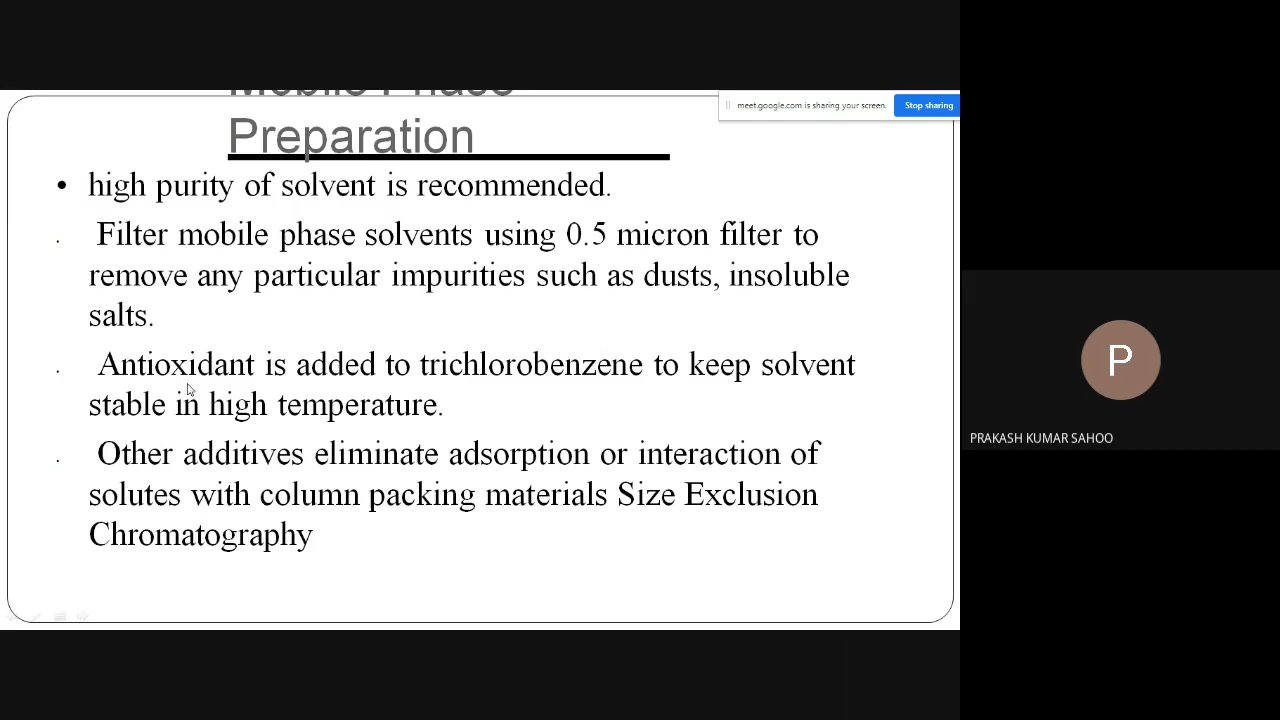 Mobile Phase
Preparation
meet.google.com is sharing your screen.
Stop sharing
• high purity of solvent is recommended.
. Filter mobile phase solvents using 0.5 micron filter to
remove any particular impurities such as dusts, insoluble
salts.
. Antioxidant is added to trichlorobenzene to keep solvent
stable in high temperature.
. Other additives eliminate adsorption or interaction of
solutes with column packing materials Size Exclusion
Chromatography
P
PRAKASH KUMAR SAHOO